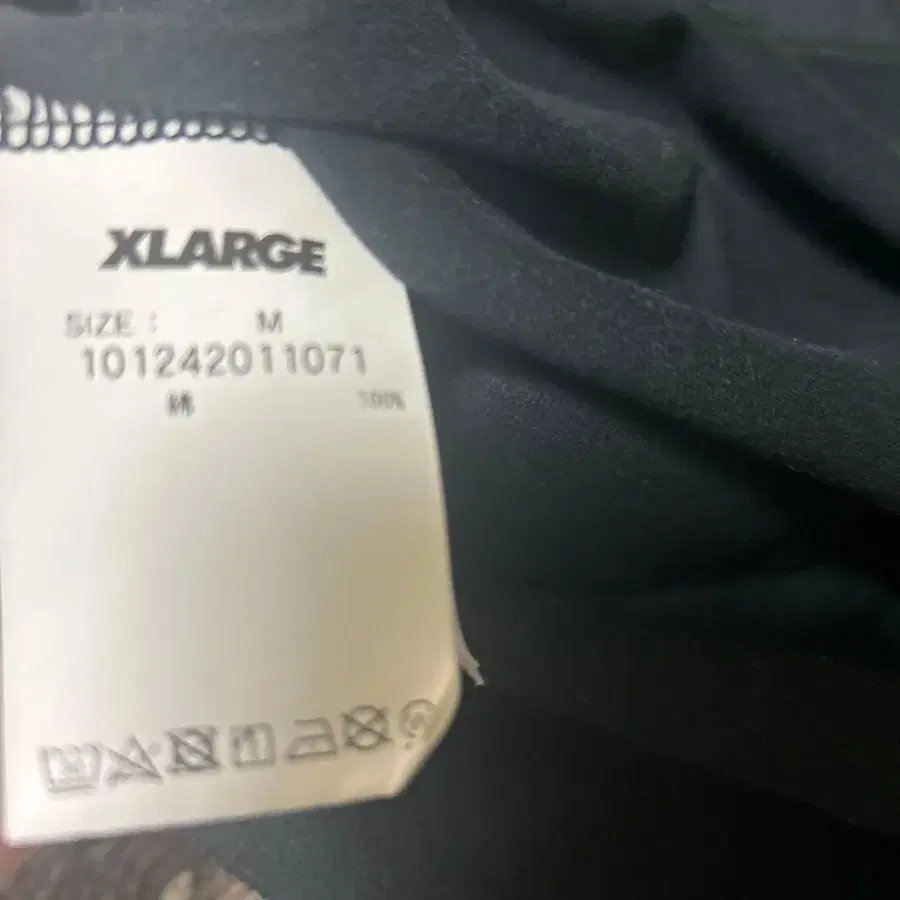 XLARGE
SIZE : M
101242011071
綿 100%